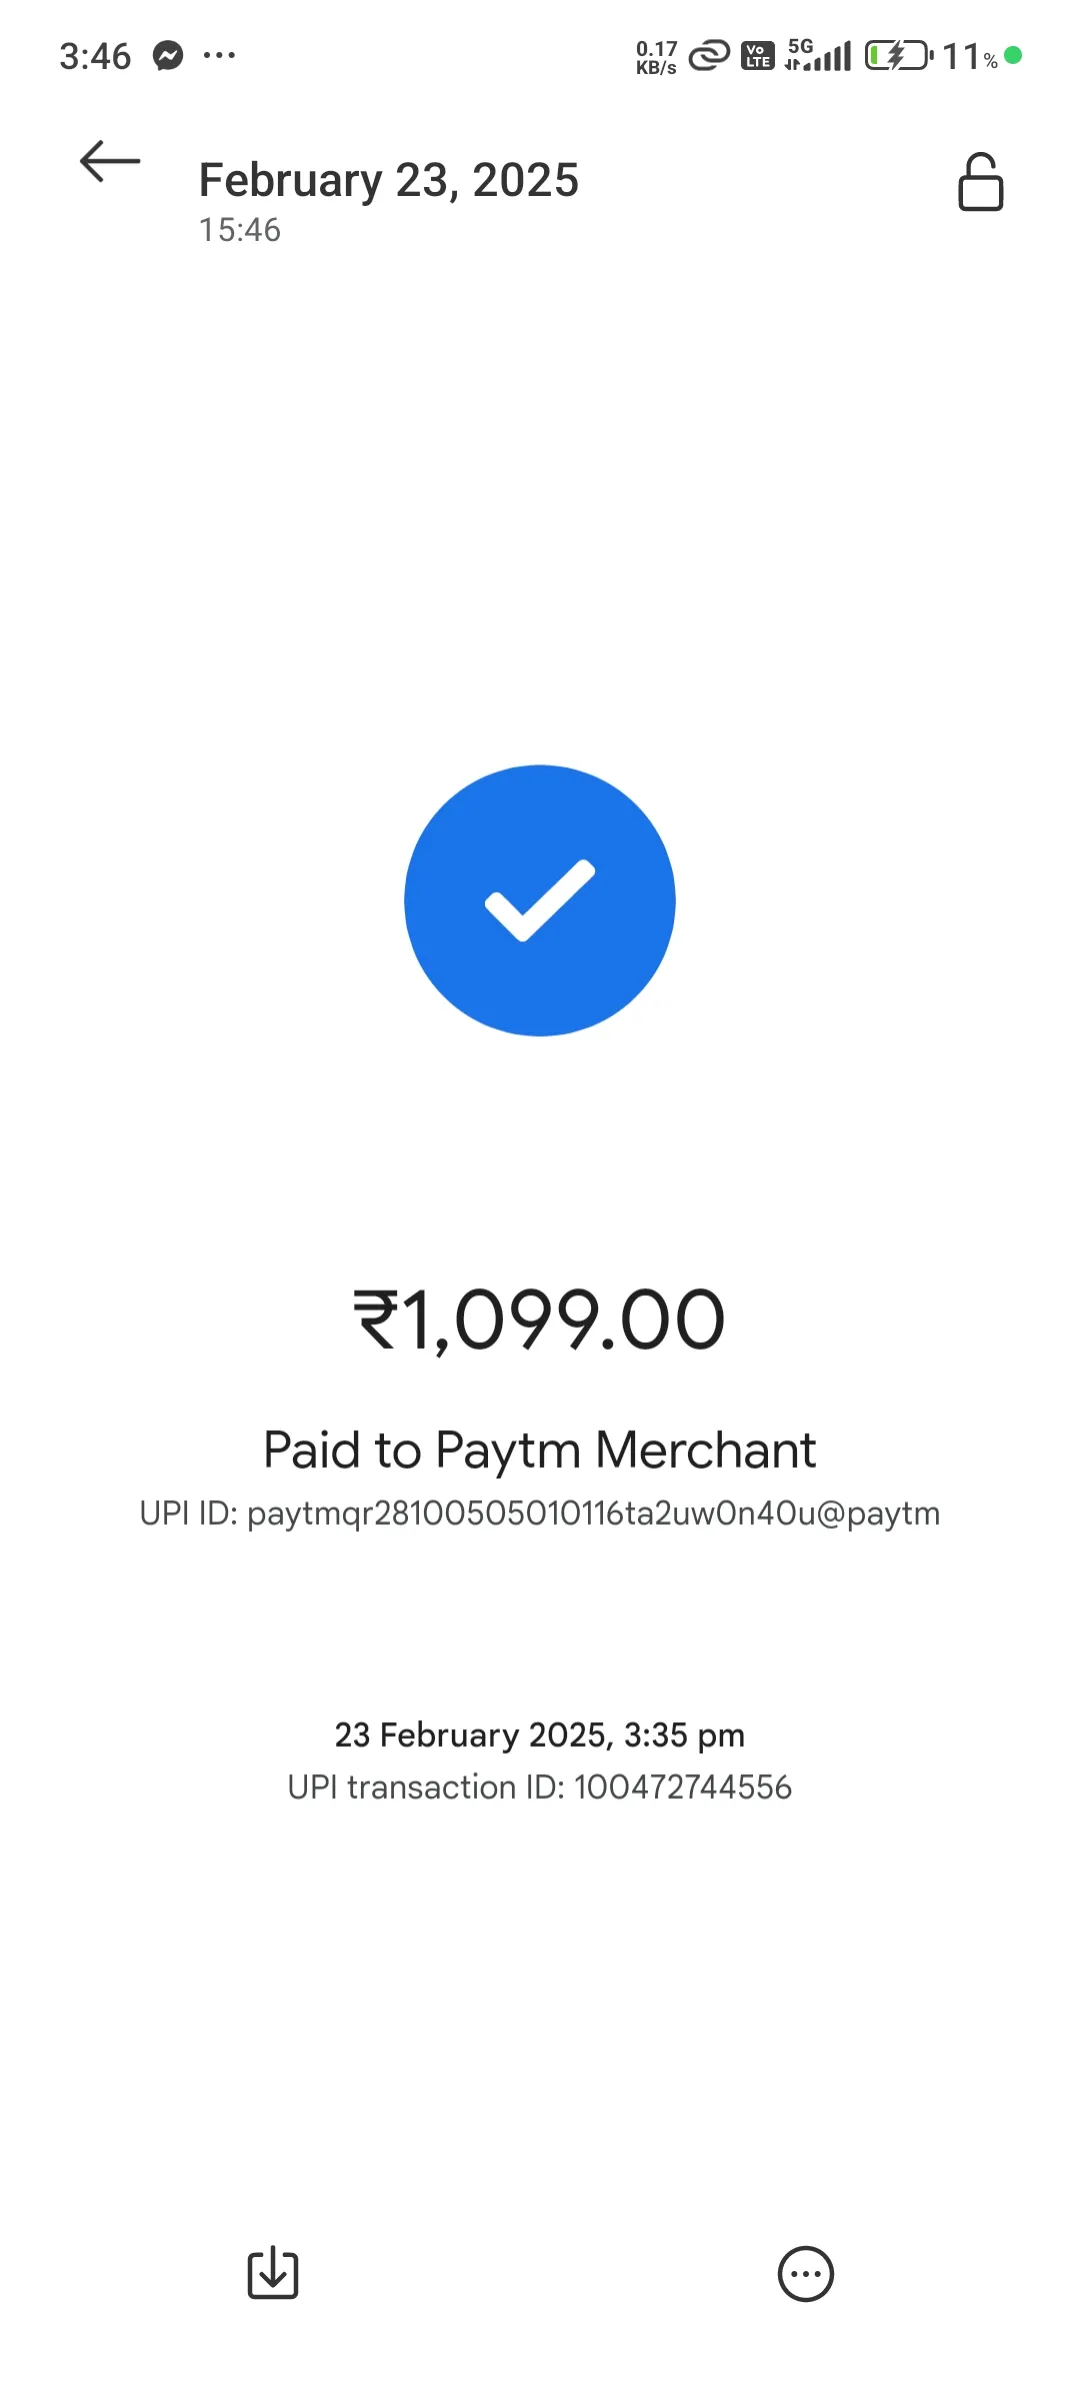 3:46
0.17
KB/s
Vo
LTE
5G
11%
February 23, 2025
15:46
₹1,099.00
Paid to Paytm Merchant
UPI ID: paytmqr28100505010116ta2uw0n40u@paytm
23 February 2025, 3:35 pm
UPI transaction ID: 100472744556